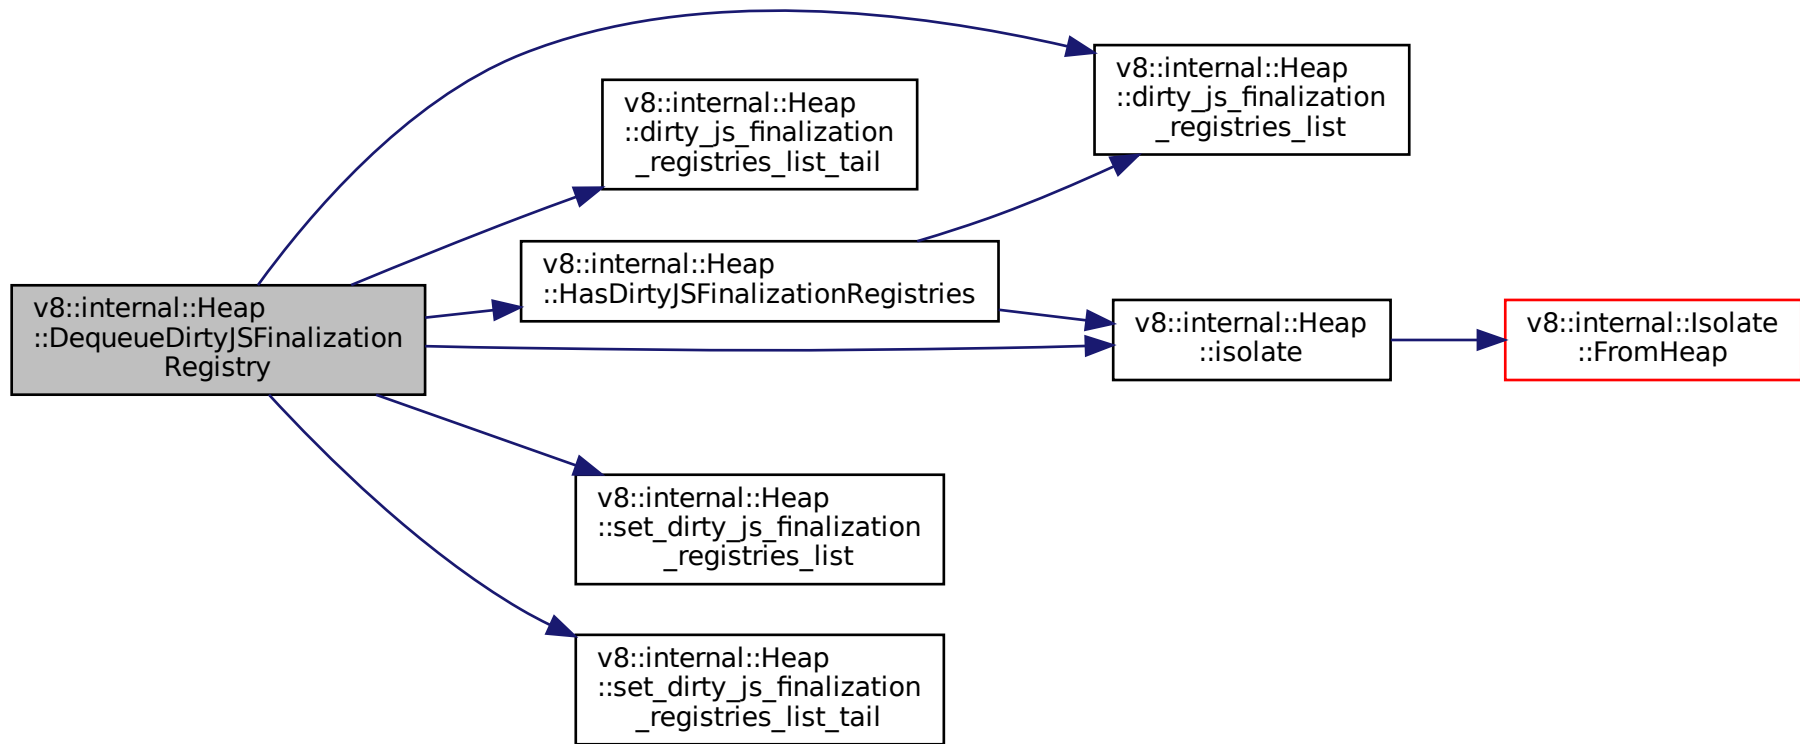 v8::internal::Heap
::DequeueDirtyJSFinalization
Registry
v8::internal::Heap
::dirty_js_finalization
_registries_list_tail
v8::internal::Heap
::HasDirtyJSFinalizationRegistries
v8::internal::Heap
::set_dirty_js_finalization
_registries_list
v8::internal::Heap
::set_dirty_js_finalization
_registries_list_tail
v8::internal::Heap
::dirty_js_finalization
_registries_list
v8::internal::Heap
::isolate
v8::internal::Isolate
::FromHeap